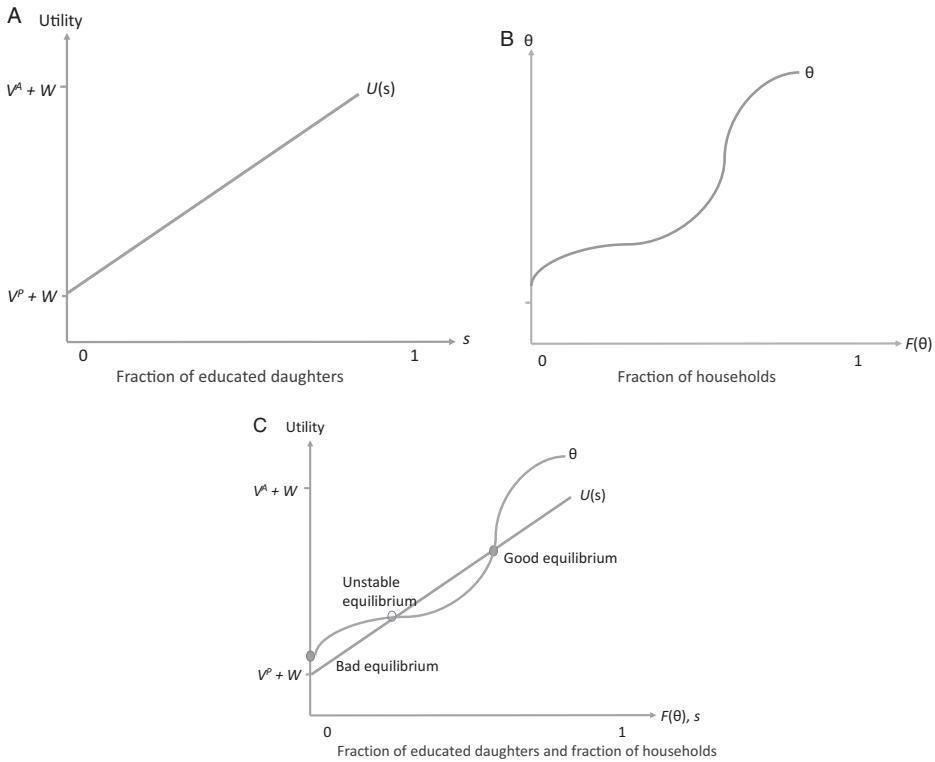 A
Utility
V^A + W
U(s)
V^P + W
s
0
1
Fraction of educated daughters
B
θ
θ
F(θ)
0
1
Fraction of households
C
Utility
θ
V^A + W
U(s)
Good equilibrium
Unstable
equilibrium
V^P + W
Bad equilibrium
F(θ), s
0
1
Fraction of educated daughters and fraction of households